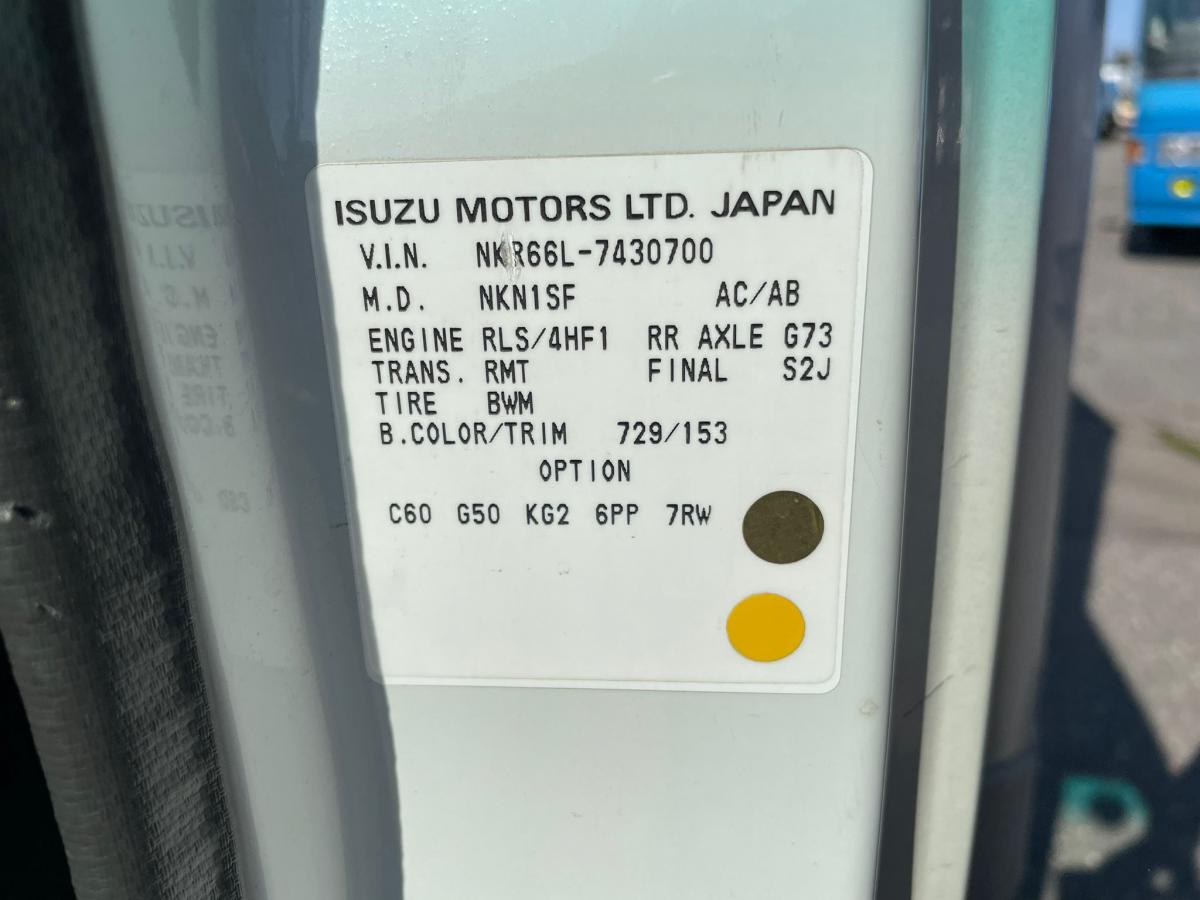 ISUZU MOTORS LTD. JAPAN
V.I.N. NKR66L-7430700
M.D. NKN1SF AC/AB
ENGINE RLS/4HF1 RR AXLE G73
TRANS. RMT FINAL S2J
TIRE BWM
B.COLOR/TRIM 729/153
OPTION
C60 G50 KG2 6PP 7RW